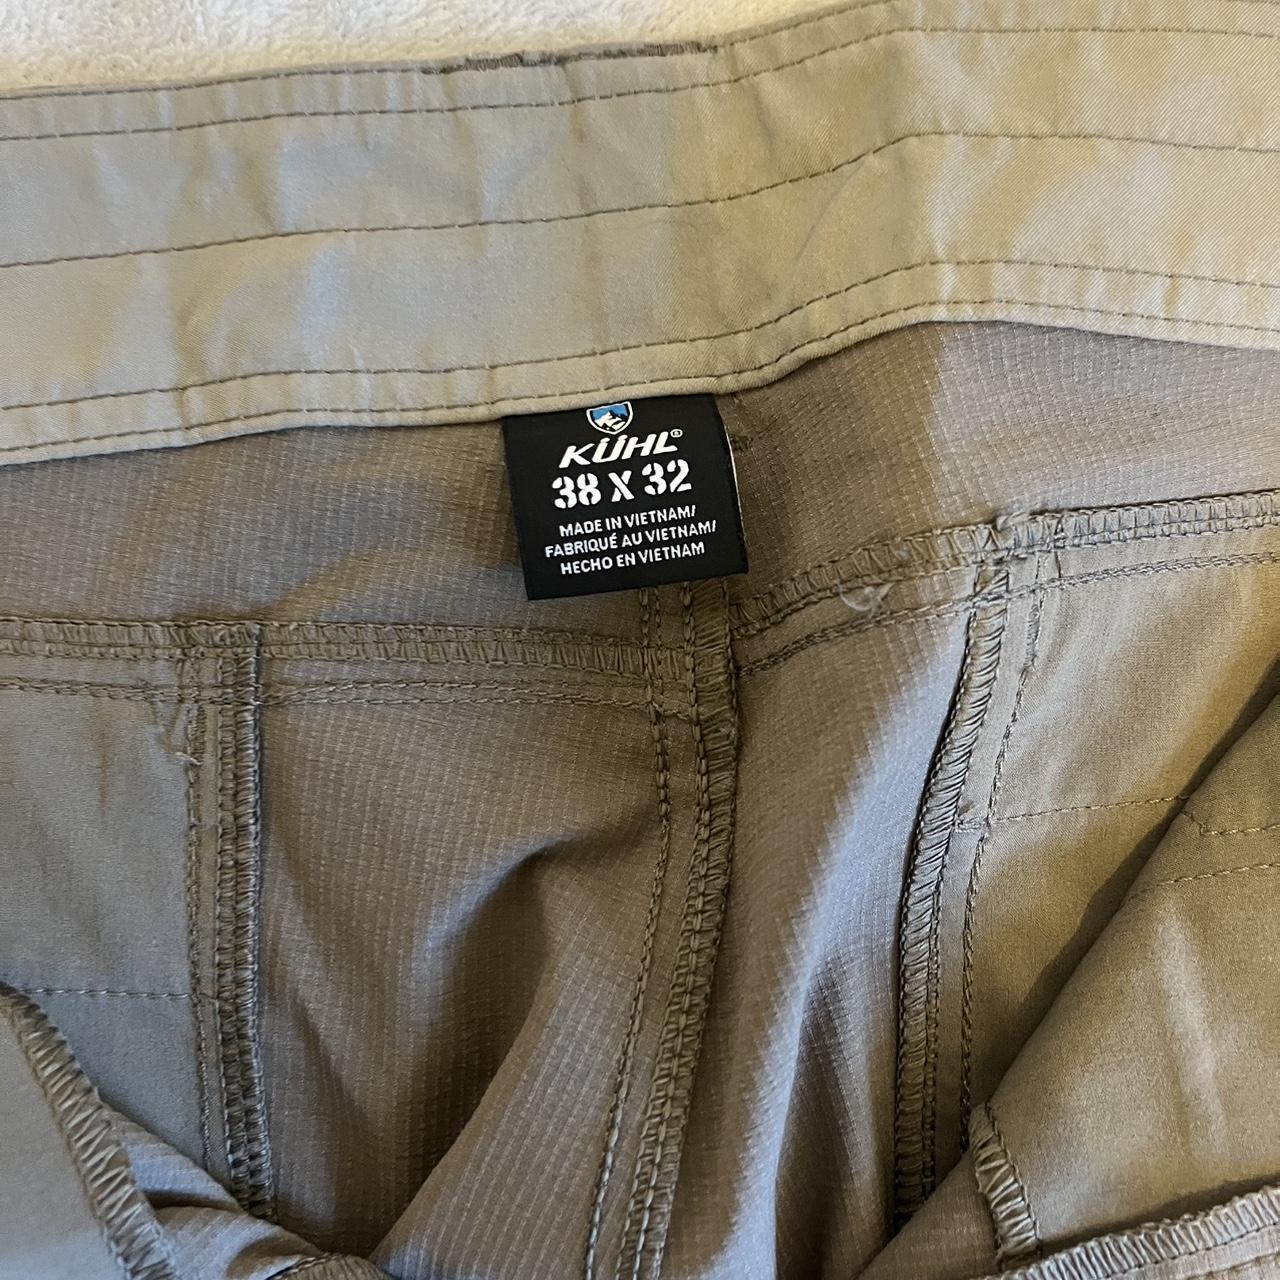 KÜHL®
38 X 32
MADE IN VIETNAM/
FABRIQUÉ AU VIETNAM/
HECHO EN VIETNAM